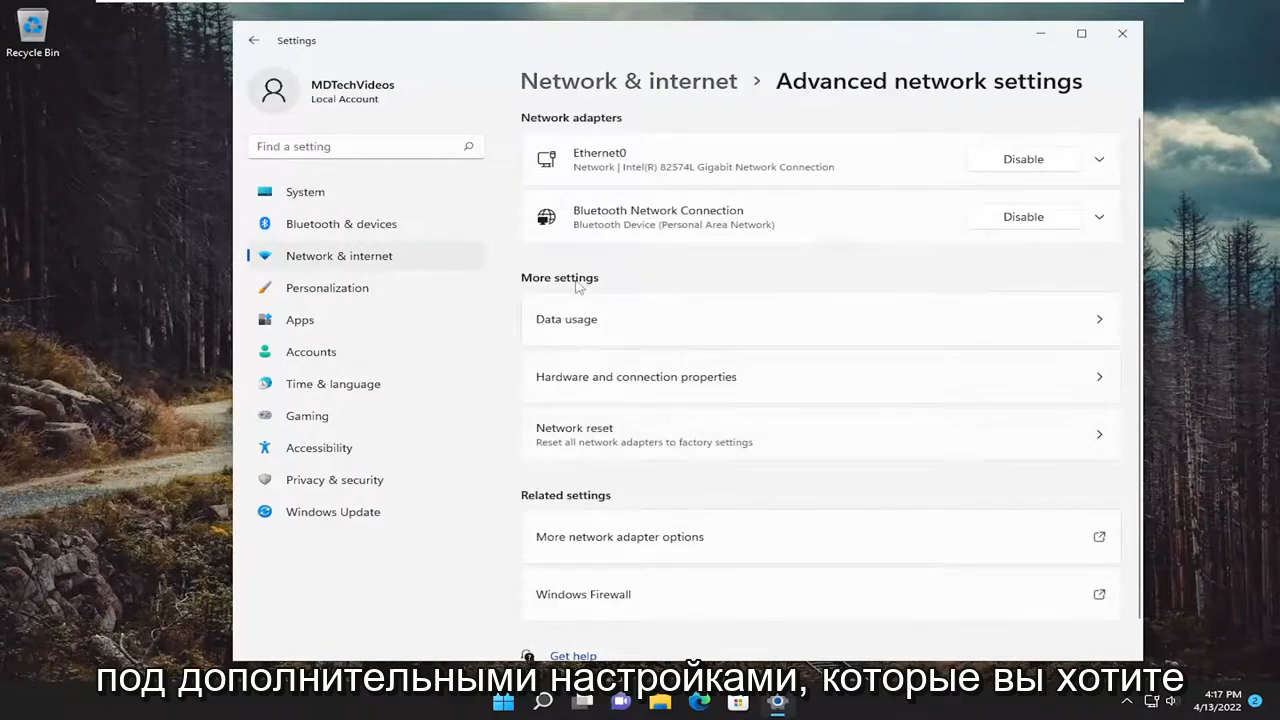 Recycle Bin
Settings
MDTechVideos
Local Account
Find a setting
System
Bluetooth & devices
Network & internet
Personalization
Apps
Accounts
Time & language
Gaming
Accessibility
Privacy & security
Windows Update
Network & internet > Advanced network settings
Network adapters
Ethernet0
Network | Intel(R) 82574L Gigabit Network Connection
Disable
Bluetooth Network Connection
Bluetooth Device (Personal Area Network)
Disable
More settings
Data usage
Hardware and connection properties
Network reset
Reset all network adapters to factory settings
Related settings
More network adapter options
Windows Firewall
Get help
под дополнительными настройками, которые вы хотите
4:17 PM
4/13/2022
2